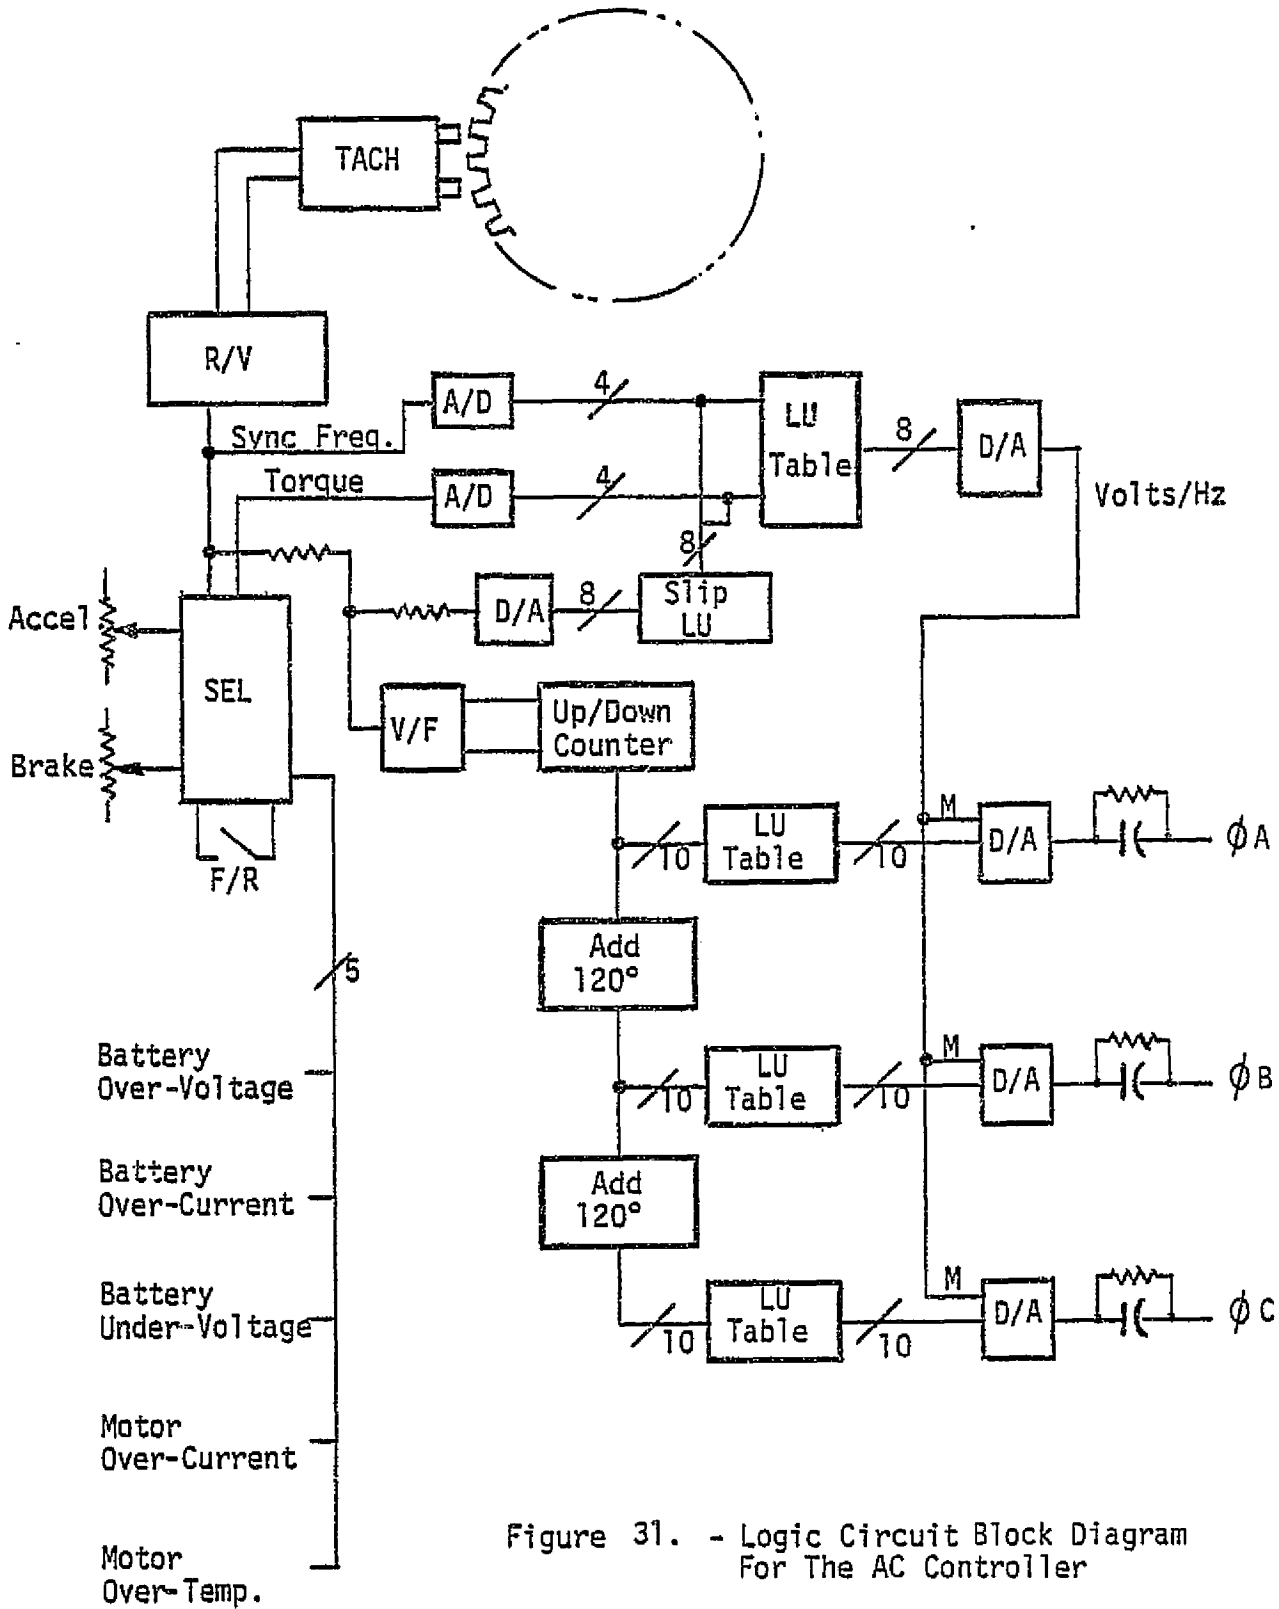 TACH
R/V
Sync Freq.
A/D
4
LU
Table
8
D/A
Torque
A/D
4
Volts/Hz
8
Slip
LU
8
D/A
Accel
SEL
V/F
Up/Down
Counter
Brake
F/R
10
LU
Table
10
M
D/A
ϕA
Add
120°
5
Battery
Over-Voltage
10
LU
Table
10
M
D/A
ϕB
Battery
Over-Current
Add
120°
Battery
Under-Voltage
10
LU
Table
10
M
D/A
ϕC
Motor
Over-Current
Motor
Over-Temp.
Figure 31. - Logic Circuit Block Diagram
For The AC Controller